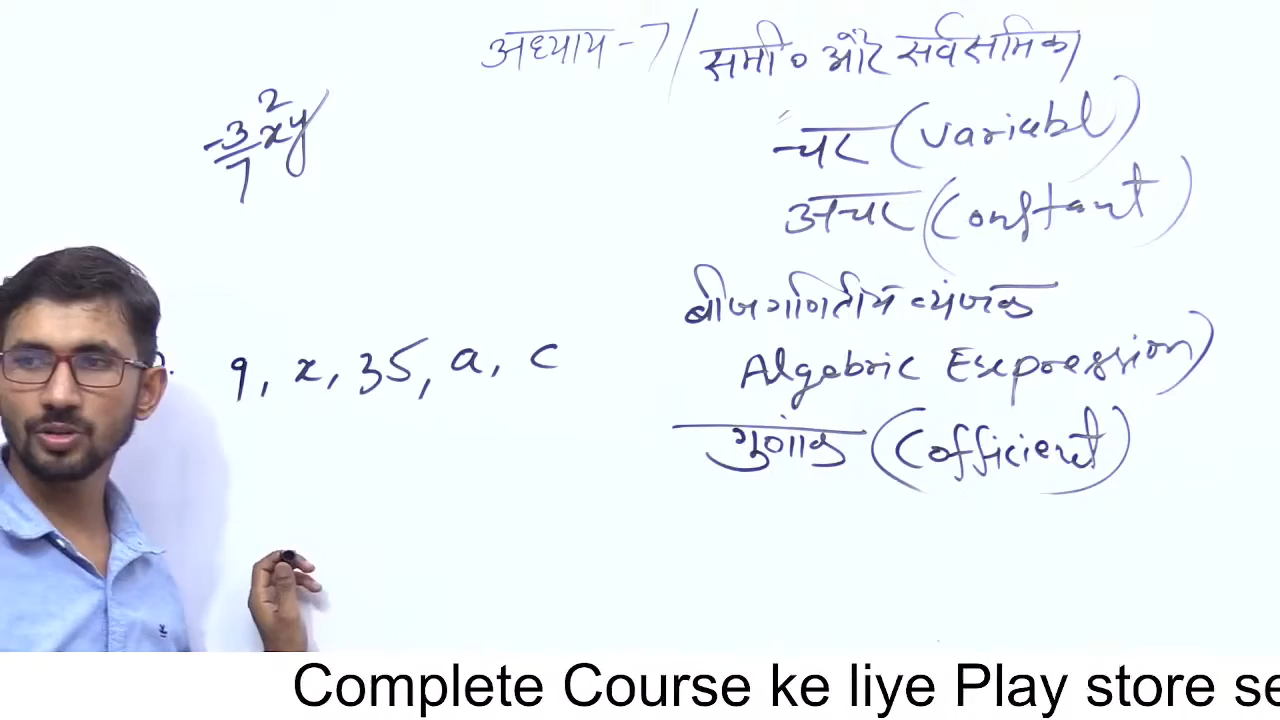 अध्याय - 7/ समी० और सर्वसमिका
-3/7 x²y
चर (variabl)
अचर (Constant)
बीजगणितीय व्यंजक
Algebric Expression)
गुणांक (Cofficient)
9, x, 35, a, c
Complete Course ke liye Play store se